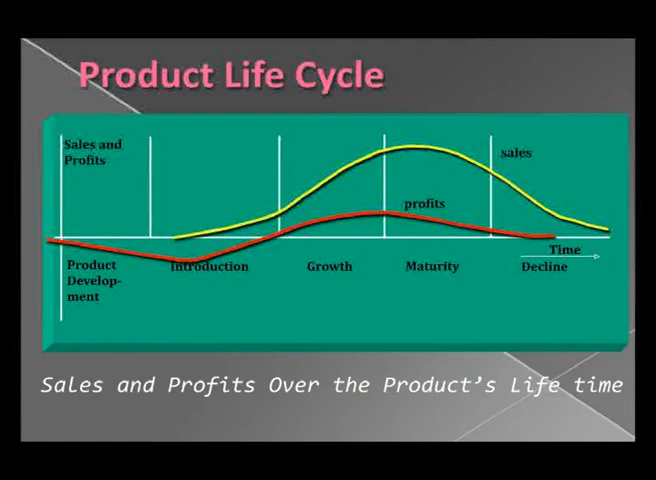 Product Life Cycle
Sales and
Profits
sales
profits
Time
Product
Develop-
ment
Introduction
Growth
Maturity
Decline
Sales and Profits Over the Product's Life time